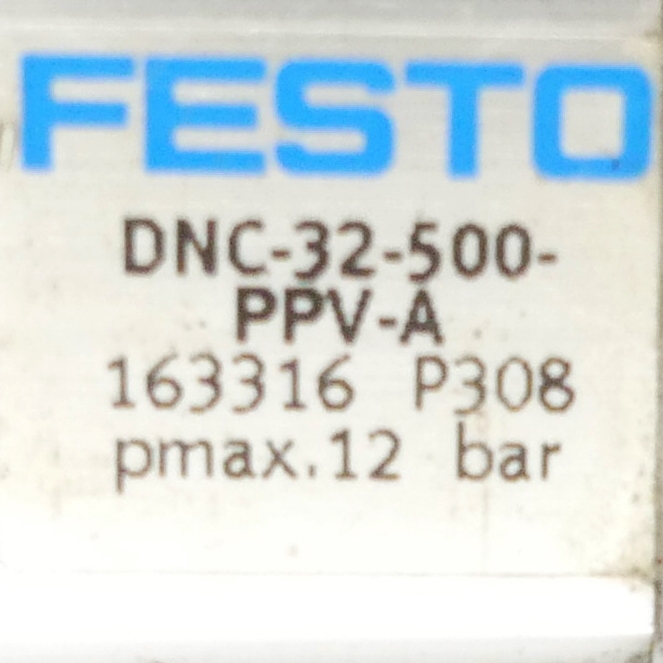 FESTO
DNC-32-500-
PPV-A
163316 P308
pmax.12 bar